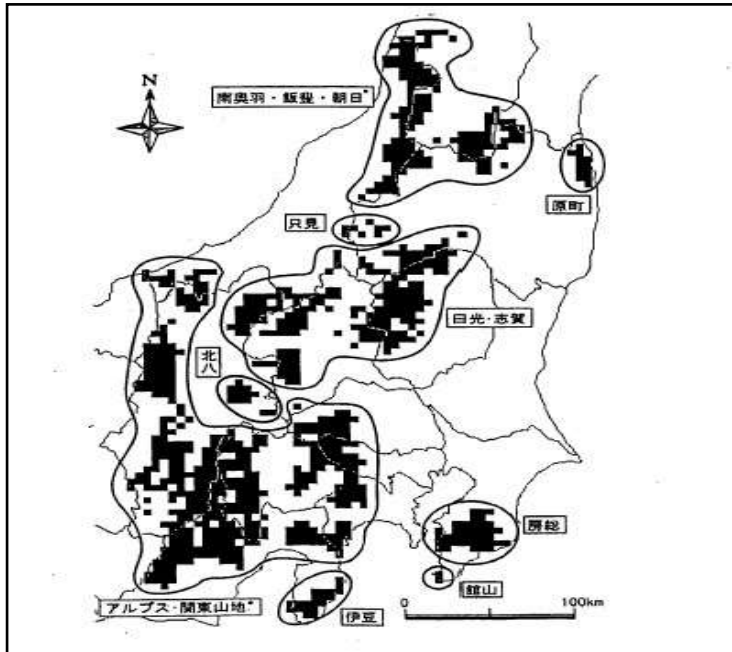 N
南奥羽・飯豊・朝日*
原町
只見
日光・志賀
北八
房総
館山
アルプス・関東山地*
伊豆
0 100km